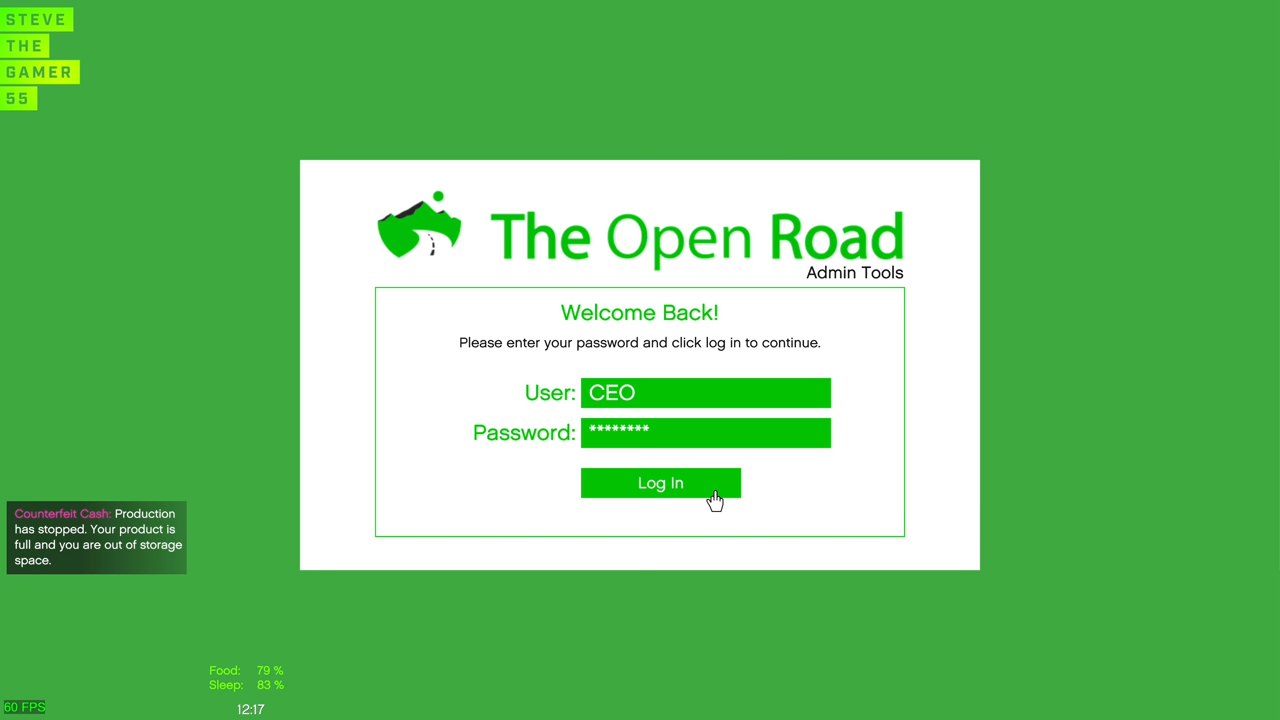 STEVE
THE
GAMER
55
The Open Road
Admin Tools
Welcome Back!
Please enter your password and click log in to continue.
User: CEO
Password: ********
Log In
Counterfeit Cash: Production
has stopped. Your product is
full and you are out of storage
space.
Food: 79 %
Sleep: 83 %
12:17
60 FPS